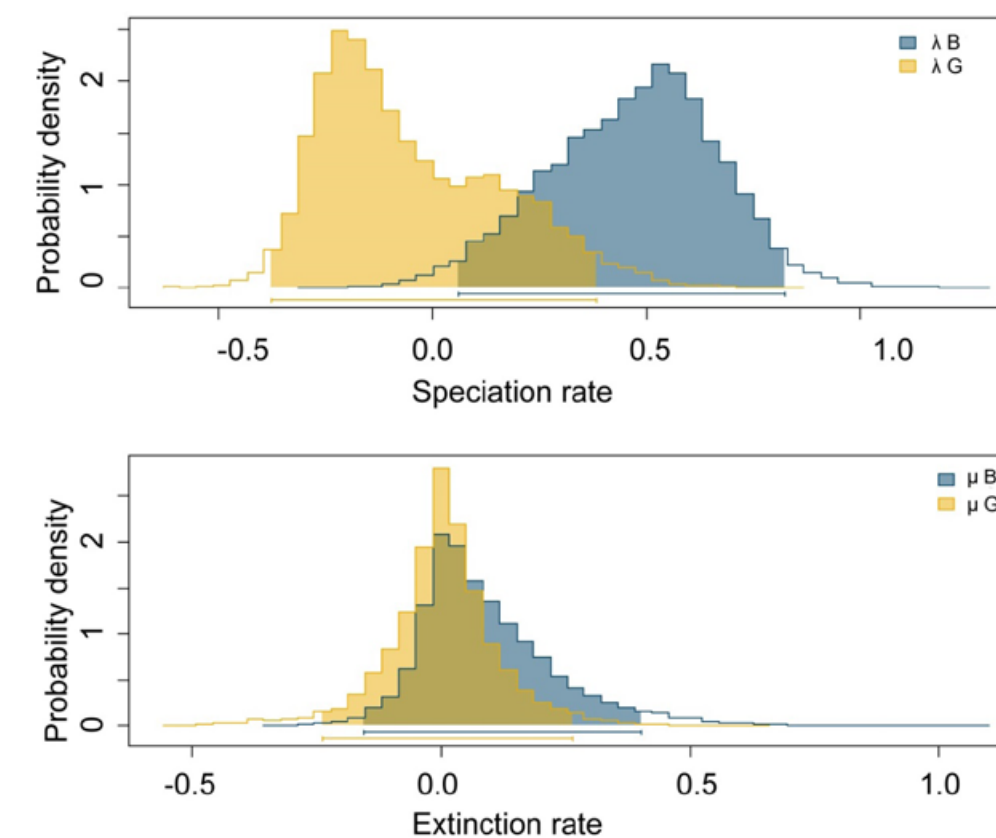 Probability density
2
1
0
λ B
λ G
-0.5 0.0 0.5 1.0
Speciation rate
Probability density
2
1
0
μ B
μ G
-0.5 0.0 0.5 1.0
Extinction rate